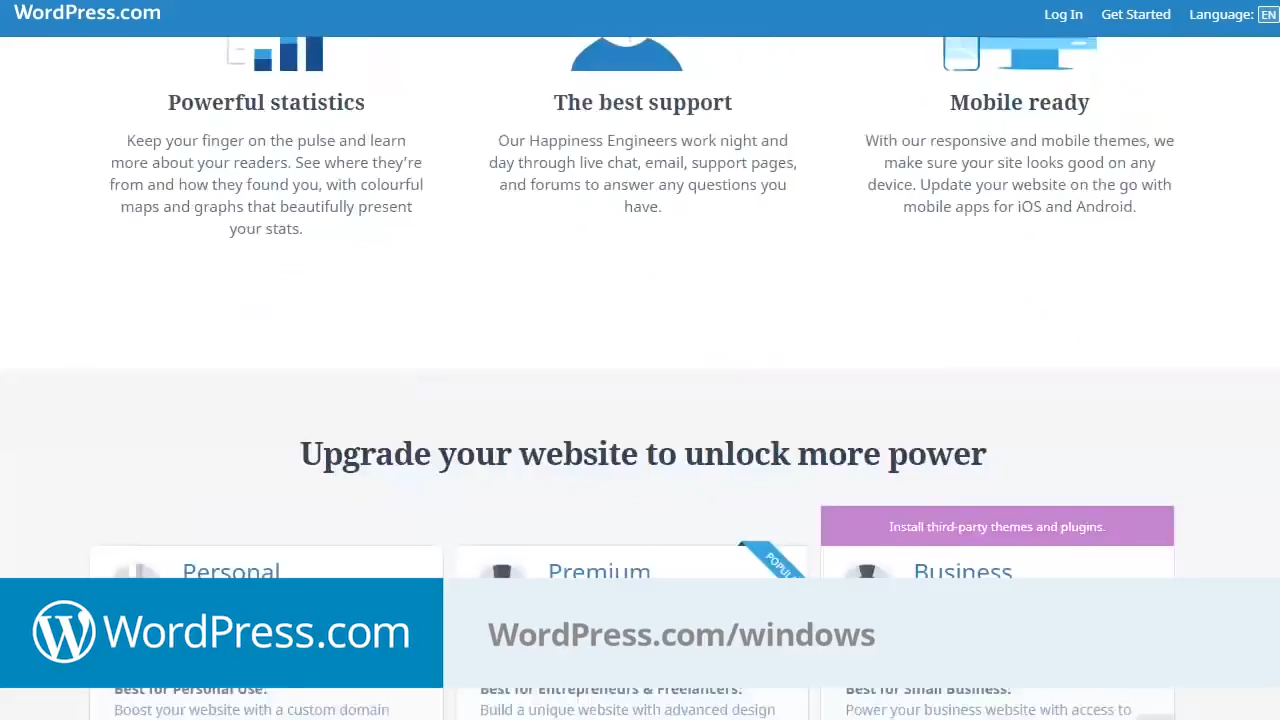 WordPress.com
Log In Get Started Language: EN
Powerful statistics
Keep your finger on the pulse and learn
more about your readers. See where they're
from and how they found you, with colourful
maps and graphs that beautifully present
your stats.
The best support
Our Happiness Engineers work night and
day through live chat, email, support pages,
and forums to answer any questions you
have.
Mobile ready
With our responsive and mobile themes, we
make sure your site looks good on any
device. Update your website on the go with
mobile apps for iOS and Android.
Upgrade your website to unlock more power
Personal
POPUL
Premium
Install third-party themes and plugins.
Business
WordPress.com
WordPress.com/windows
Best for Personal Use:
Boost your website with a custom domain
Best for Entrepreneurs & Freelancers:
Build a unique website with advanced design
Best for Small Business:
Power your business website with access to